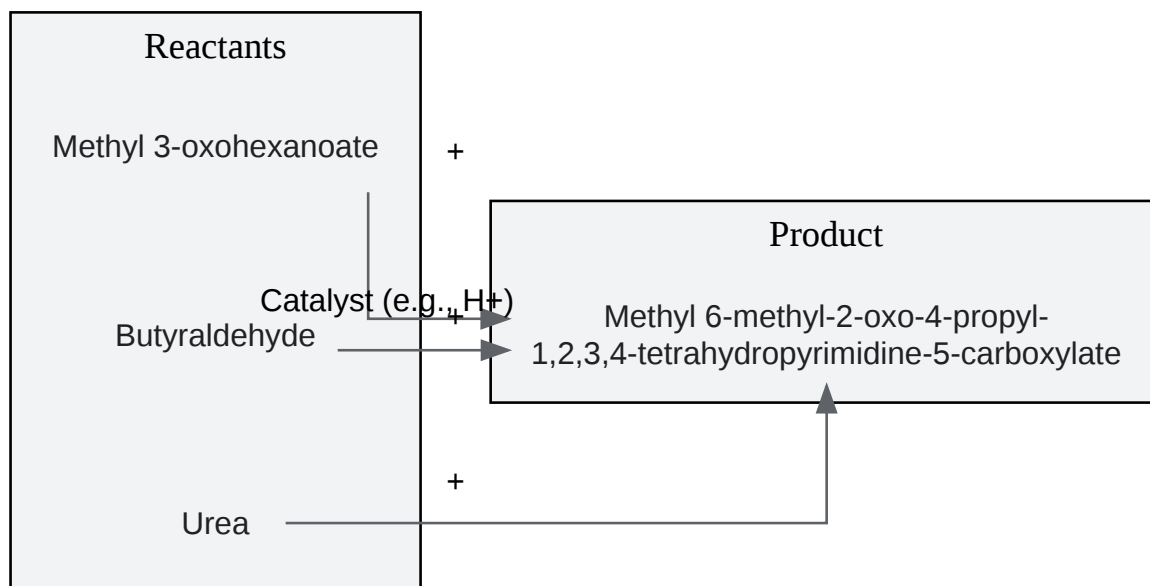 Reactants
Methyl 3-oxohexanoate
+
Product
Catalyst (e.g., H+)
+
Butyraldehyde
Methyl 6-methyl-2-oxo-4-propyl-
1,2,3,4-tetrahydropyrimidine-5-carboxylate
+
Urea